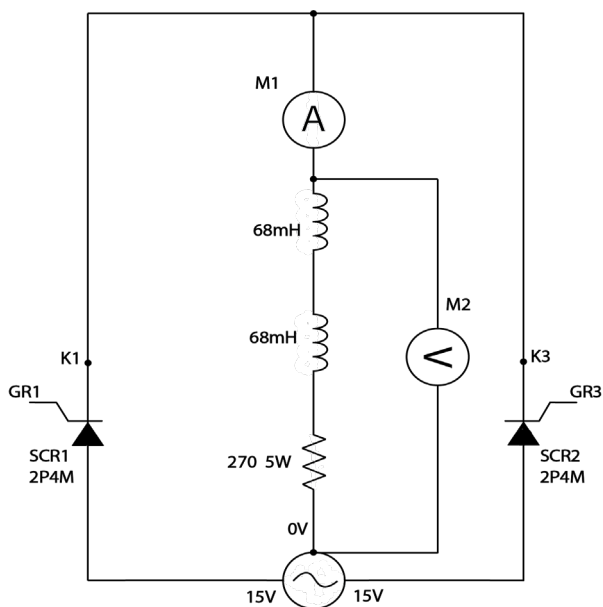 M1
A
68mH
M2
68mH
V
K1
K3
GR1
GR3
SCR1
2P4M
270 5W
SCR2
2P4M
0V
15V
15V